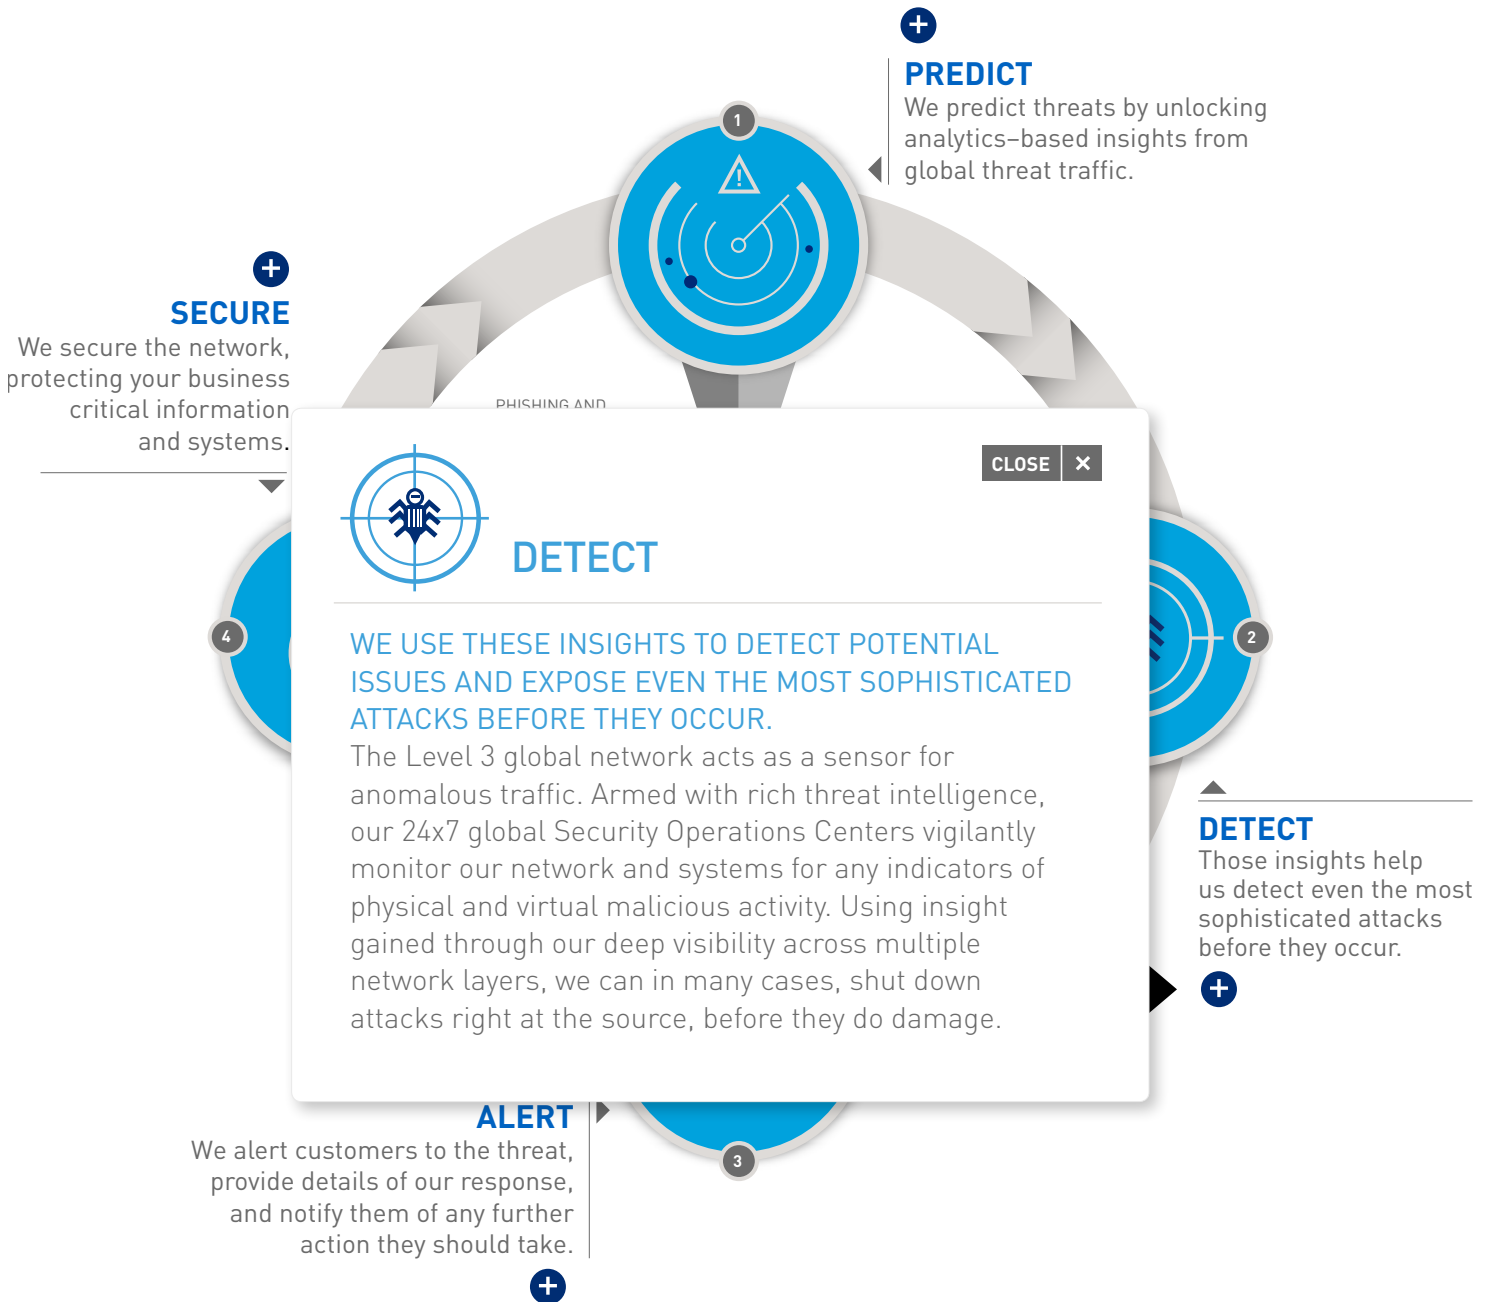 PREDICT
We predict threats by unlocking
analytics–based insights from
global threat traffic.
1
SECURE
We secure the network,
protecting your business
critical information
and systems.
PHISHING AND
CLOSE ×
DETECT
WE USE THESE INSIGHTS TO DETECT POTENTIAL
ISSUES AND EXPOSE EVEN THE MOST SOPHISTICATED
ATTACKS BEFORE THEY OCCUR.
The Level 3 global network acts as a sensor for
anomalous traffic. Armed with rich threat intelligence,
our 24x7 global Security Operations Centers vigilantly
monitor our network and systems for any indicators of
physical and virtual malicious activity. Using insight
gained through our deep visibility across multiple
network layers, we can in many cases, shut down
attacks right at the source, before they do damage.
4
2
DETECT
Those insights help
us detect even the most
sophisticated attacks
before they occur.
ALERT
We alert customers to the threat,
provide details of our response,
and notify them of any further
action they should take.
3